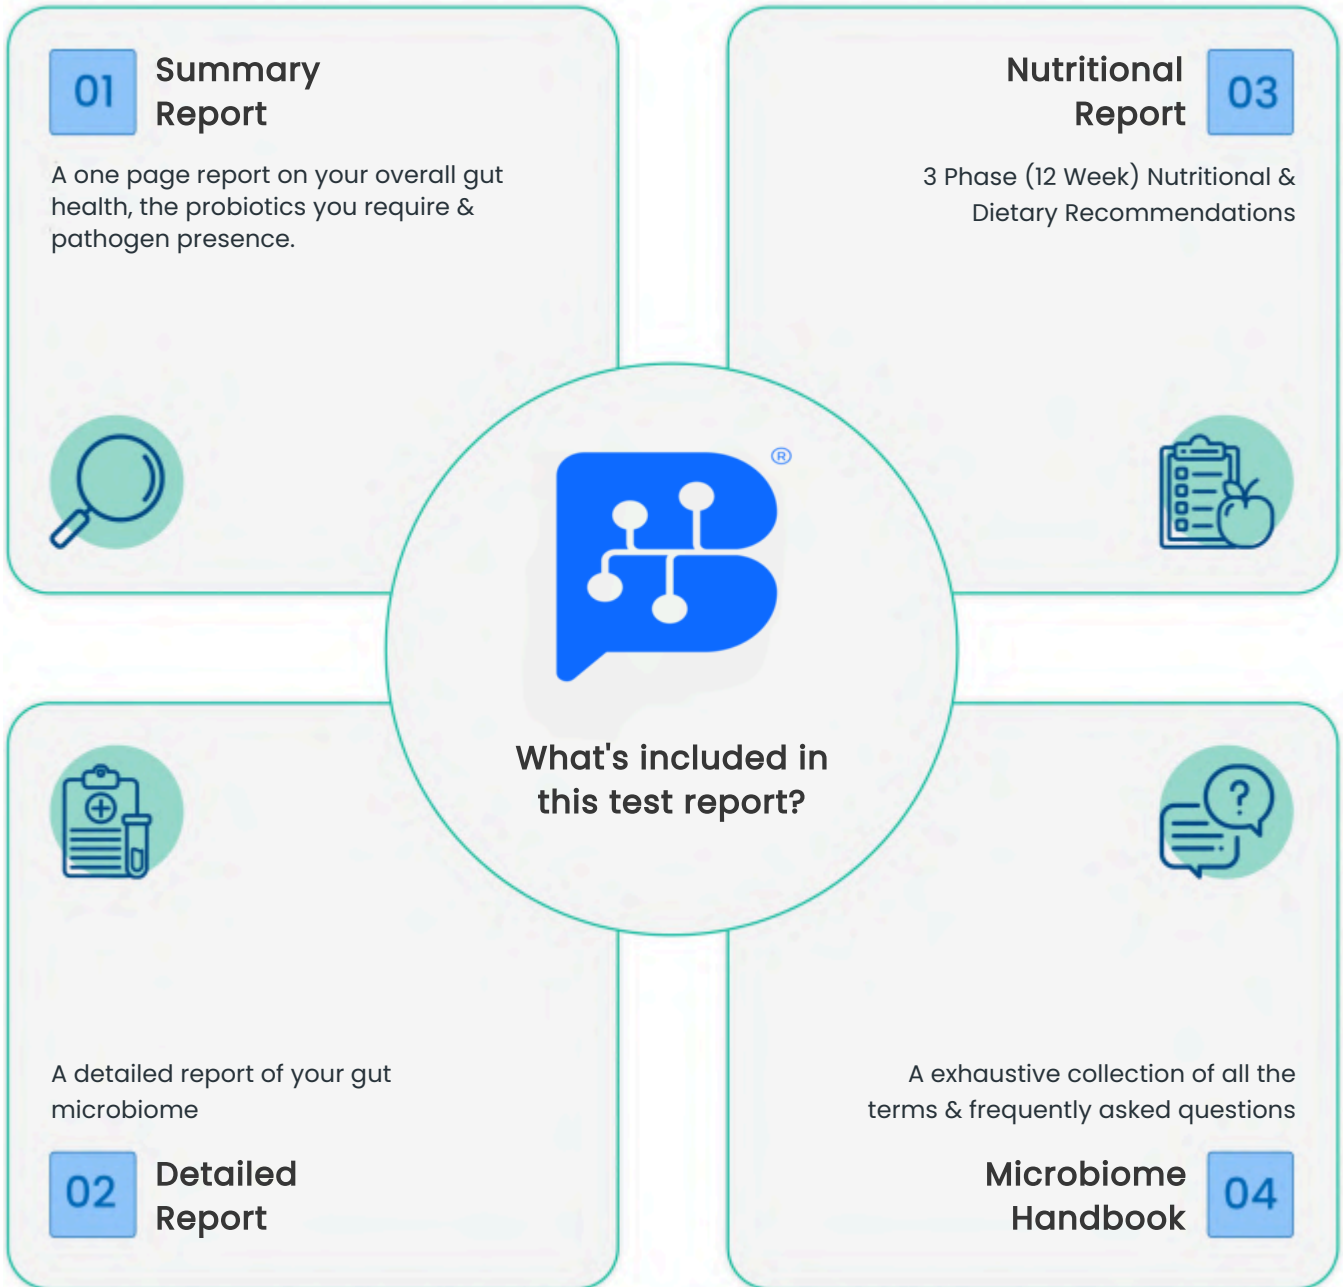 01
Summary
Report
A one page report on your overall gut
health, the probiotics you require &
pathogen presence.
Nutritional
Report
03
3 Phase (12 Week) Nutritional &
Dietary Recommendations
®
What's included in
this test report?
A detailed report of your gut
microbiome
02
Detailed
Report
?
A exhaustive collection of all the
terms & frequently asked questions
Microbiome
Handbook
04